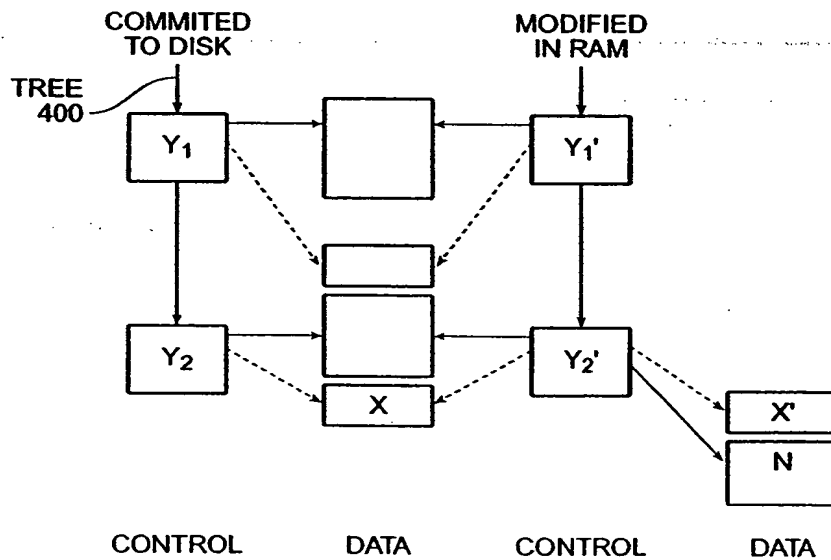 COMMITED
TO DISK
MODIFIED
IN RAM
TREE
400
Y₁
Y₁'
Y₂
X
Y₂'
X'
N
CONTROL DATA CONTROL DATA